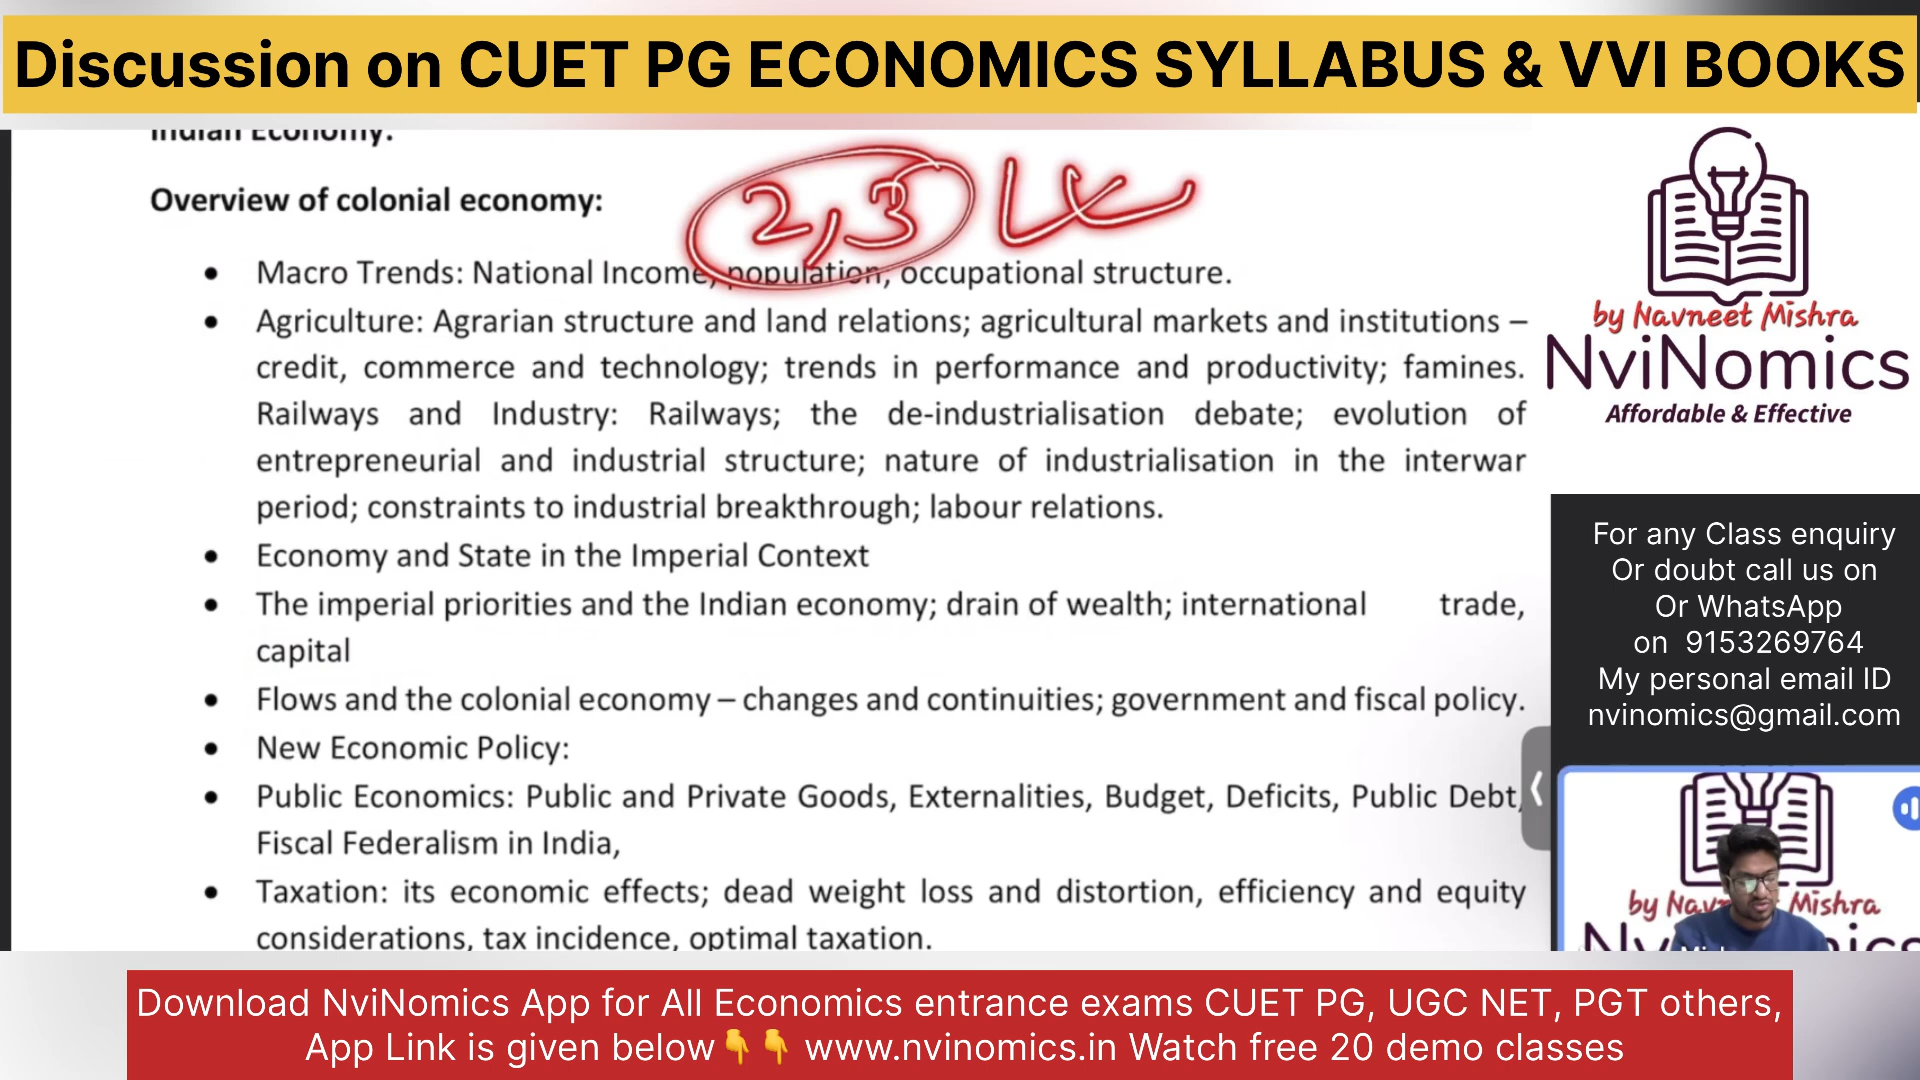 Discussion on CUET PG ECONOMICS SYLLABUS & VVI BOOKS
Indian Economy:
Overview of colonial economy:
2,3
• Macro Trends: National Income, population, occupational structure.
• Agriculture: Agrarian structure and land relations; agricultural markets and institutions –
credit, commerce and technology; trends in performance and productivity; famines.
Railways and Industry: Railways; the de-industrialisation debate; evolution of
entrepreneurial and industrial structure; nature of industrialisation in the interwar
period; constraints to industrial breakthrough; labour relations.
• Economy and State in the Imperial Context
• The imperial priorities and the Indian economy; drain of wealth; international trade,
capital
• Flows and the colonial economy – changes and continuities; government and fiscal policy.
• New Economic Policy:
• Public Economics: Public and Private Goods, Externalities, Budget, Deficits, Public Debt,
Fiscal Federalism in India,
• Taxation: its economic effects; dead weight loss and distortion, efficiency and equity
considerations, tax incidence, optimal taxation.
by Navneet Mishra
NviNomics
Affordable & Effective
For any Class enquiry
Or doubt call us on
Or WhatsApp
on 9153269764
My personal email ID
nvinomics@gmail.com
by Mishra
Download NviNomics App for All Economics entrance exams CUET PG, UGC NET, PGT others,
App Link is given below👇👇 www.nvinomics.in Watch free 20 demo classes